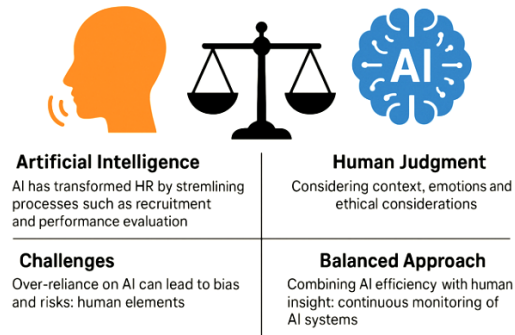 AI
Artificial Intelligence
AI has transformed HR by stremlining
processes such as recruitment
and performance evaluation
Human Judgment
Considering context, emotions and
ethical considerations
Challenges
Over-reliance on AI can lead to bias
and risks: human elements
Balanced Approach
Combining AI efficiency with human
insight: continuous monitoring of
AI systems